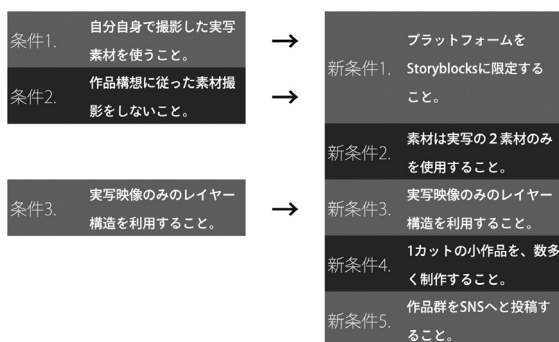 条件1.
自分自身で撮影した実写
素材を使うこと。
→
条件2.
作品構想に従った素材撮
影をしないこと。
→
条件3.
実写映像のみのレイヤー
構造を利用すること。
→
新条件1.
プラットフォームを
Storyblocksに限定する
こと。
新条件2.
素材は実写の２素材のみ
を使用すること。
新条件3.
実写映像のみのレイヤー
構造を利用すること。
新条件4.
1カットの小作品を、数多
く制作すること。
新条件5.
作品群をSNSへと投稿す
ること。